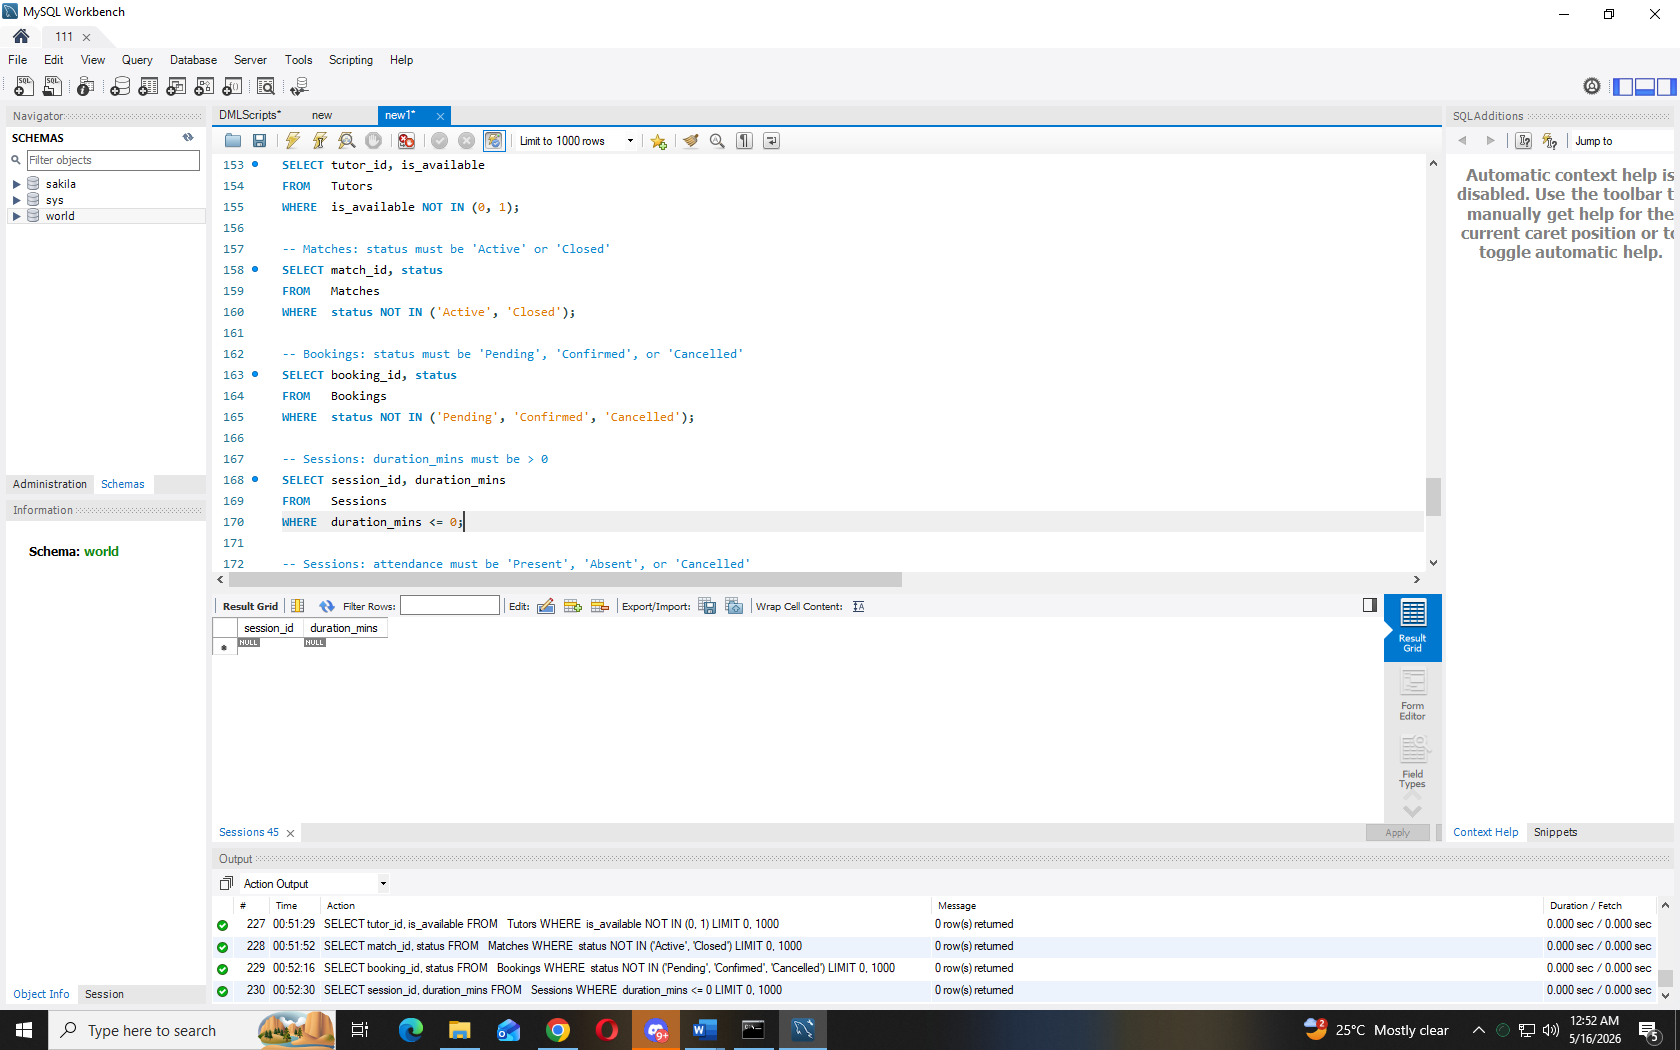 MySQL Workbench
111
File Edit View Query Database Server Tools Scripting Help
Navigator
SCHEMAS
Filter objects
sakila
sys
world
Administration Schemas
Information
Schema: world
Object Info Session
DMLScripts* new new1*
Limit to 1000 rows
153 SELECT tutor_id, is_available
154 FROM Tutors
155 WHERE is_available NOT IN (0, 1);
156
157 -- Matches: status must be 'Active' or 'Closed'
158 SELECT match_id, status
159 FROM Matches
160 WHERE status NOT IN ('Active', 'Closed');
161
162 -- Bookings: status must be 'Pending', 'Confirmed', or 'Cancelled'
163 SELECT booking_id, status
164 FROM Bookings
165 WHERE status NOT IN ('Pending', 'Confirmed', 'Cancelled');
166
167 -- Sessions: duration_mins must be > 0
168 SELECT session_id, duration_mins
169 FROM Sessions
170 WHERE duration_mins <= 0;
171
172 -- Sessions: attendance must be 'Present', 'Absent', or 'Cancelled'
Result Grid Filter Rows: Edit: Export/Import: Wrap Cell Content:
session_id duration_mins
NULL NULL
Result
Grid
Form
Editor
Field
Types
Sessions 45
Apply
SQLAdditions
Jump to
Automatic context help is
disabled. Use the toolbar t
manually get help for the
current caret position or to
toggle automatic help.
Context Help Snippets
Output
Action Output
# Time Action Message Duration / Fetch
227 00:51:29 SELECT tutor_id, is_available FROM Tutors WHERE is_available NOT IN (0, 1) LIMIT 0, 1000 0 row(s) returned 0.000 sec / 0.000 sec
228 00:51:52 SELECT match_id, status FROM Matches WHERE status NOT IN ('Active', 'Closed') LIMIT 0, 1000 0 row(s) returned 0.000 sec / 0.000 sec
229 00:52:16 SELECT booking_id, status FROM Bookings WHERE status NOT IN ('Pending', 'Confirmed', 'Cancelled') LIMIT 0, 1000 0 row(s) returned 0.000 sec / 0.000 sec
230 00:52:30 SELECT session_id, duration_mins FROM Sessions WHERE duration_mins <= 0 LIMIT 0, 1000 0 row(s) returned 0.000 sec / 0.000 sec
Type here to search
9+
2
25°C Mostly clear
12:52 AM
5/16/2026
5